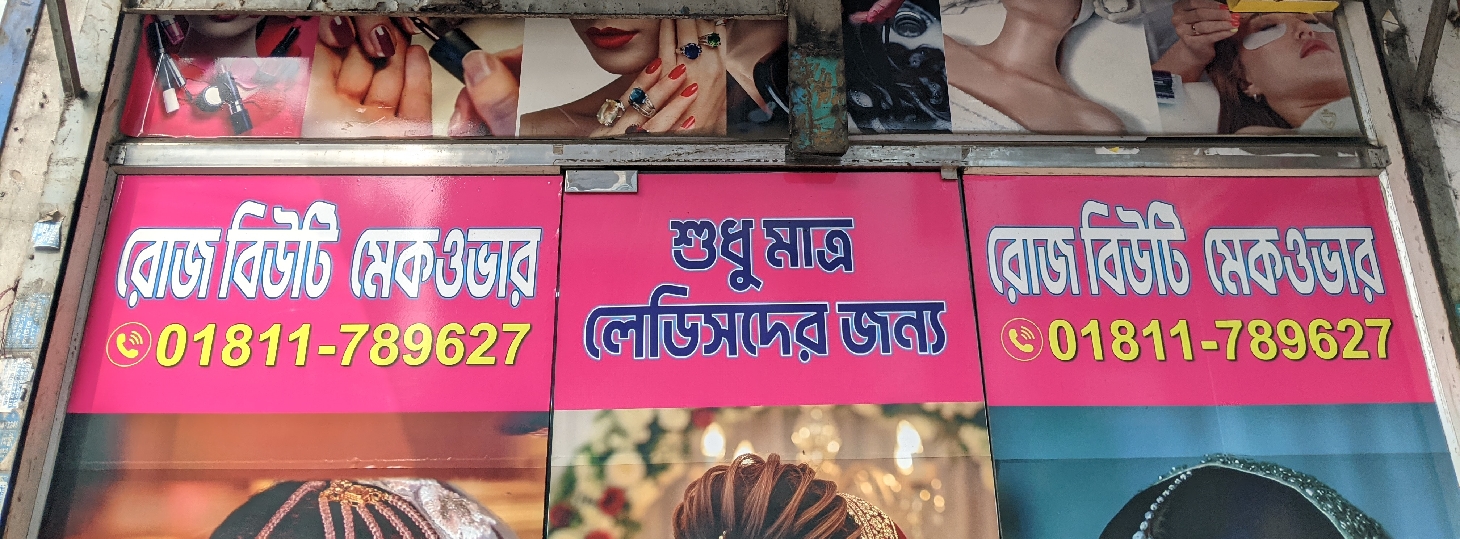 রোজ বিউটি মেকওভার
01811-789627
শুধু মাত্র
লেডিসদের জন্য
রোজ বিউটি মেকওভার
01811-789627